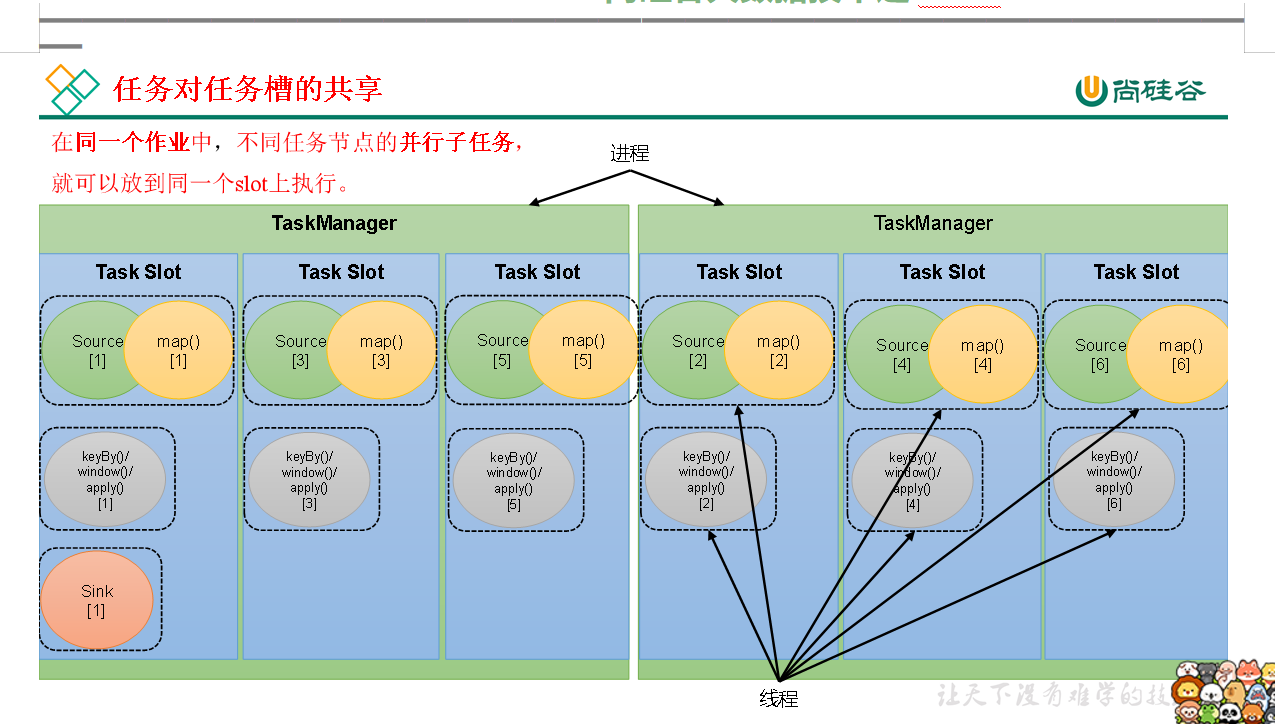 任务对任务槽的共享
尚硅谷
在同一个作业中，不同任务节点的并行子任务，
就可以放到同一个slot上执行。
进程
TaskManager
TaskManager
Task Slot
Task Slot
Task Slot
Task Slot
Task Slot
Task Slot
Source
[1]
map()
[1]
Source
[3]
map()
[3]
Source
[5]
map()
[5]
Source
[2]
map()
[2]
Source
[4]
map()
[4]
Source
[6]
map()
[6]
keyBy()/
window()/
apply()
[1]
keyBy()/
window()/
apply()
[3]
keyBy()/
window()/
apply()
[5]
keyBy()/
window()/
apply()
[2]
keyBy()/
window()/
apply()
[4]
keyBy()/
window()/
apply()
[6]
Sink
[1]
线程
让天下没有难学的技